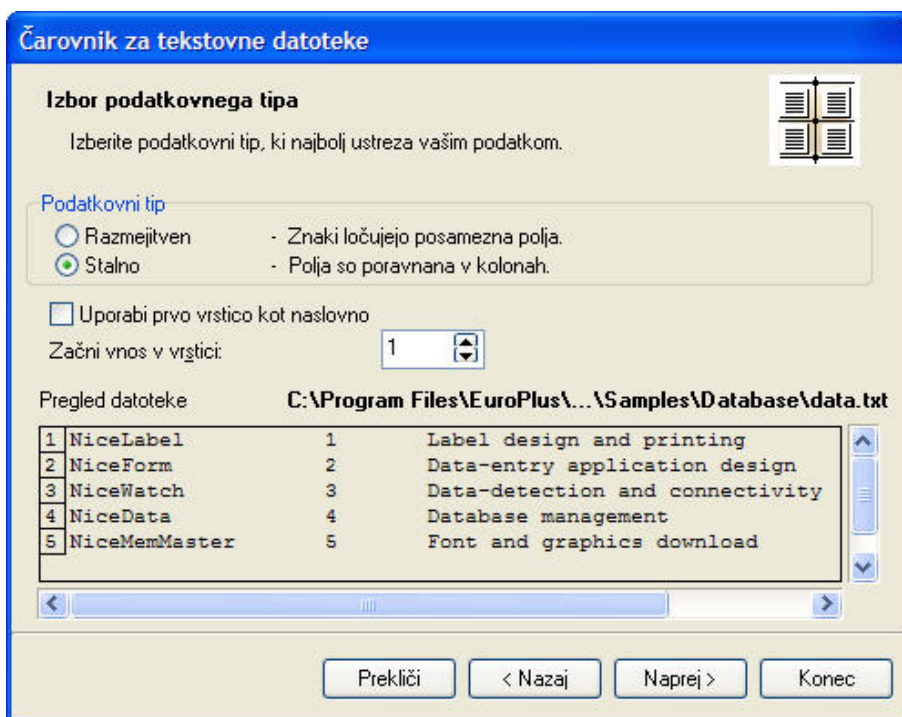 Čarovnik za tekstovne datoteke
Izbor podatkovnega tipa
Izberite podatkovni tip, ki najbolj ustreza vašim podatkom.
Podatkovni tip
Razmejitven - Znaki ločujejo posamezna polja.
Stalno - Polja so poravnana v kolonah.
Uporabi prvo vrstico kot naslovno
Začni vnos v vrstici: 1
Pregled datoteke C:\Program Files\EuroPlus\...\Samples\Database\data.txt
1 NiceLabel 1 Label design and printing
2 NiceForm 2 Data-entry application design
3 NiceWatch 3 Data-detection and connectivity
4 NiceData 4 Database management
5 NiceMemMaster 5 Font and graphics download
Prekliči < Nazaj Naprej > Konec